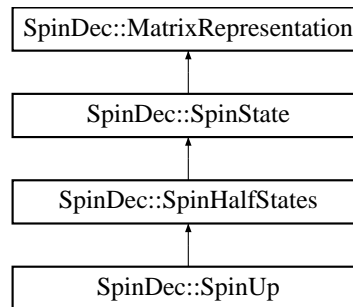 SpinDec::MatrixRepresentation
SpinDec::SpinState
SpinDec::SpinHalfStates
SpinDec::SpinUp